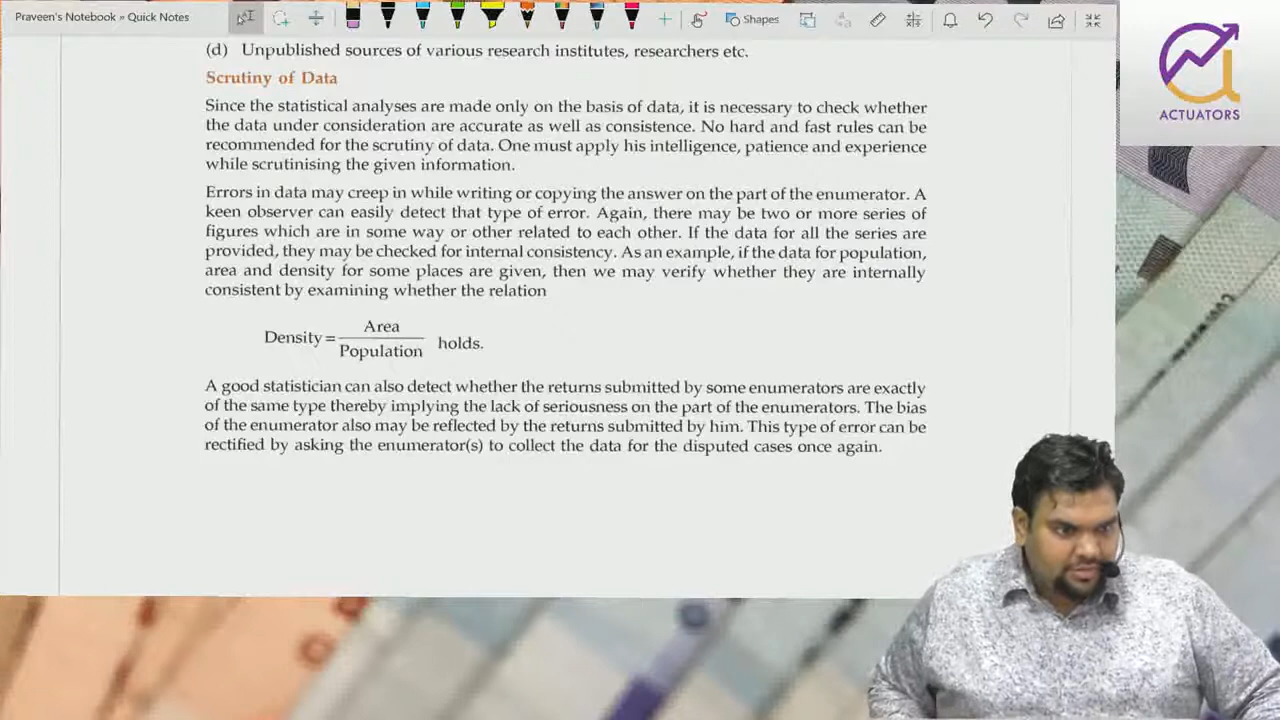 Praveen's Notebook » Quick Notes
Shapes
ACTUATORS
(d) Unpublished sources of various research institutes, researchers etc.
Scrutiny of Data
Since the statistical analyses are made only on the basis of data, it is necessary to check whether
the data under consideration are accurate as well as consistence. No hard and fast rules can be
recommended for the scrutiny of data. One must apply his intelligence, patience and experience
while scrutinising the given information.
Errors in data may creep in while writing or copying the answer on the part of the enumerator. A
keen observer can easily detect that type of error. Again, there may be two or more series of
figures which are in some way or other related to each other. If the data for all the series are
provided, they may be checked for internal consistency. As an example, if the data for population,
area and density for some places are given, then we may verify whether they are internally
consistent by examining whether the relation
Density = Area / Population holds.
A good statistician can also detect whether the returns submitted by some enumerators are exactly
of the same type thereby implying the lack of seriousness on the part of the enumerators. The bias
of the enumerator also may be reflected by the returns submitted by him. This type of error can be
rectified by asking the enumerator(s) to collect the data for the disputed cases once again.